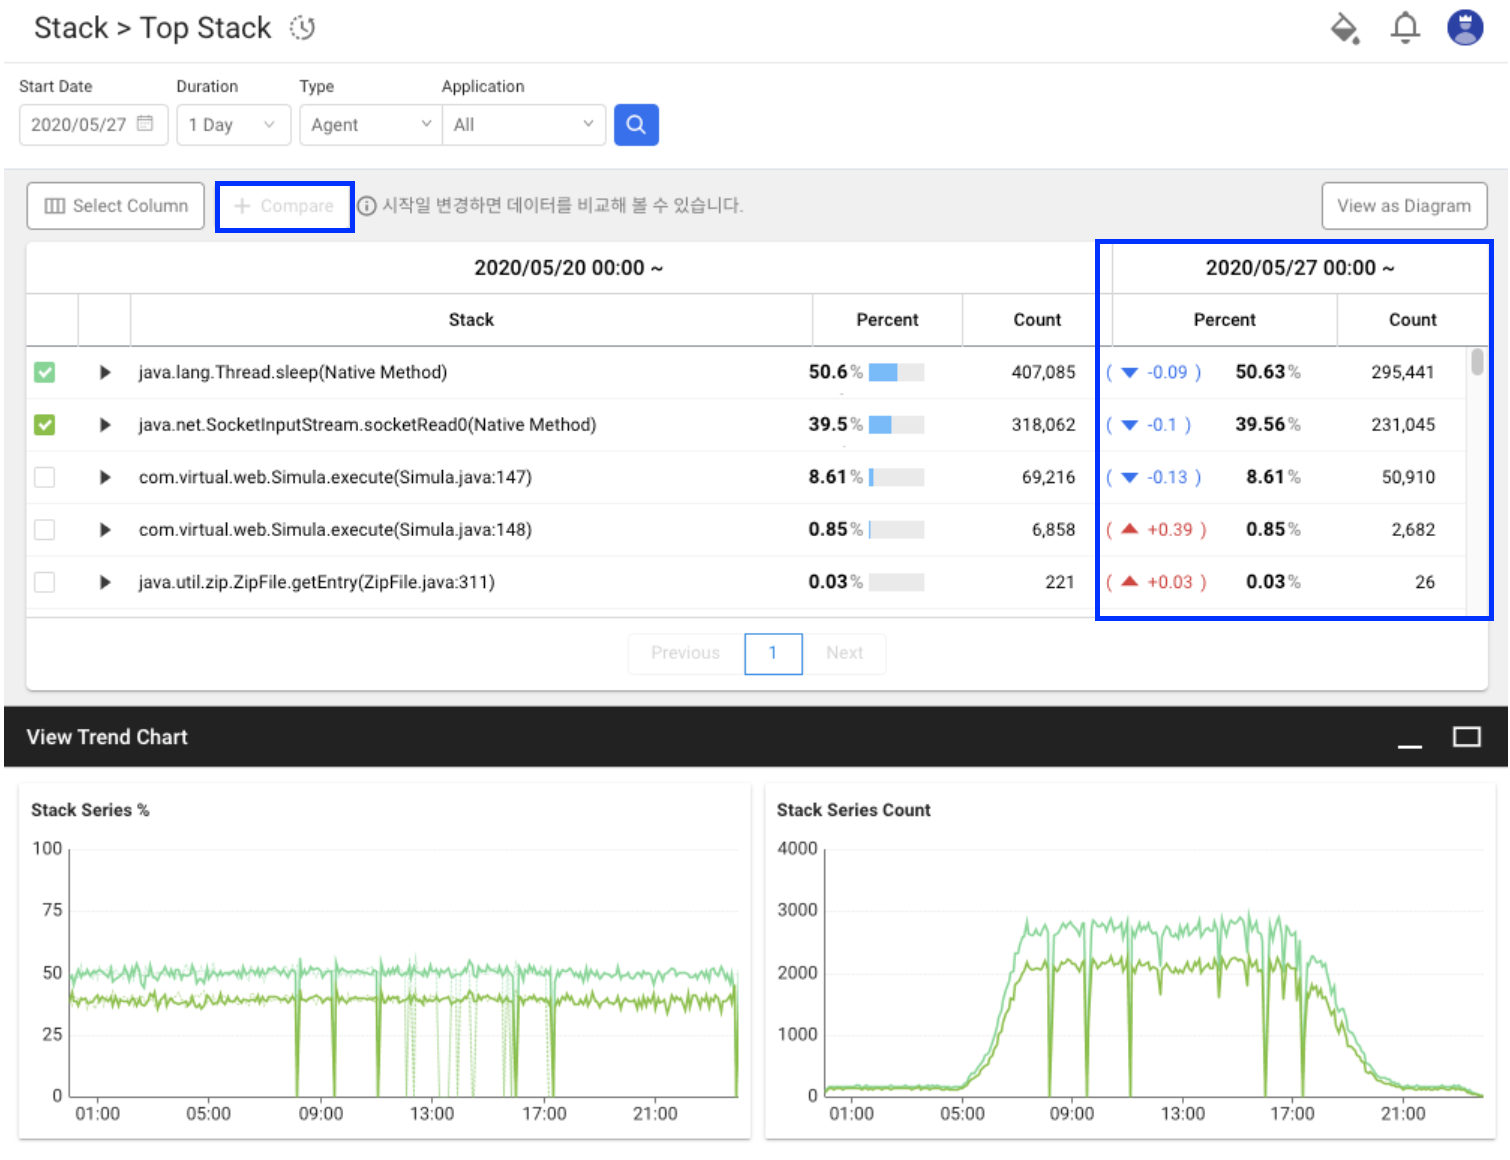 Stack > Top Stack
Start Date Duration Type Application
2020/05/27 1 Day Agent All
Select Column + Compare 시작일 변경하면 데이터를 비교해 볼 수 있습니다. View as Diagram
2020/05/20 00:00 ~ 2020/05/27 00:00 ~
Stack Percent Count Percent Count
java.lang.Thread.sleep(Native Method) 50.6 % 407,085 ( ▼ -0.09 ) 50.63 % 295,441
java.net.SocketInputStream.socketRead0(Native Method) 39.5 % 318,062 ( ▼ -0.1 ) 39.56 % 231,045
com.virtual.web.Simula.execute(Simula.java:147) 8.61 % 69,216 ( ▼ -0.13 ) 8.61 % 50,910
com.virtual.web.Simula.execute(Simula.java:148) 0.85 % 6,858 ( ▲ +0.39 ) 0.85 % 2,682
java.util.zip.ZipFile.getEntry(ZipFile.java:311) 0.03 % 221 ( ▲ +0.03 ) 0.03 % 26
Previous 1 Next
View Trend Chart
Stack Series %
100
75
50
25
0
01:00 05:00 09:00 13:00 17:00 21:00
Stack Series Count
4000
3000
2000
1000
0
01:00 05:00 09:00 13:00 17:00 21:00